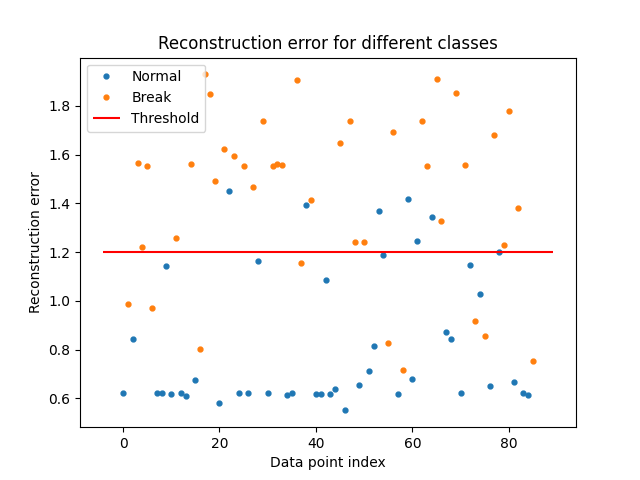 Reconstruction error for different classes
Normal
Break
Threshold
1.8
1.6
1.4
1.2
1.0
0.8
0.6
Reconstruction error
0 20 40 60 80
Data point index